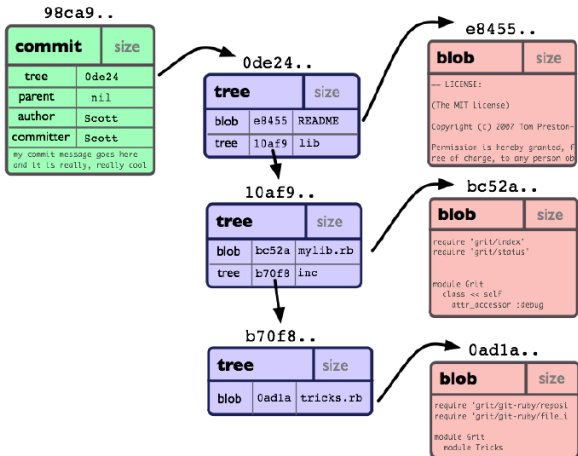 98ca9..
commit size
tree 0de24
parent nil
author Scott
committer Scott
my commit message goes here
and it is really, really cool
0de24..
tree size
blob e8455 README
tree 10af9 lib
e8455..
blob size
-- LICENSE:
(The MIT License)
Copyright (c) 2007 Tom Preston-
Permission is hereby granted, f
ree of charge, to any person ob
10af9..
tree size
blob bc52a mylib.rb
tree b70f8 inc
bc52a..
blob size
require 'grit/index'
require 'grit/status'
module Grit
class << self
attr_accessor :debug
b70f8..
tree size
blob 0ad1a tricks.rb
0ad1a..
blob size
require 'grit/git-ruby/reposi
require 'grit/git-ruby/file_i
module Grit
module Tricks